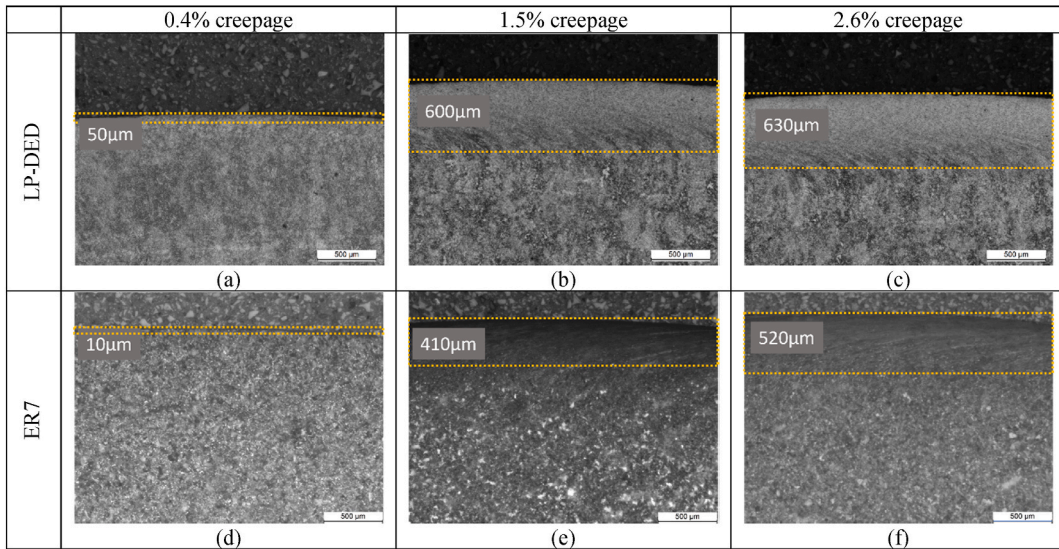 0.4% creepage
1.5% creepage
2.6% creepage
LP-DED
50µm
500 µm
600µm
500 µm
630µm
500 µm
(a)
(b)
(c)
ER7
10µm
500 µm
410µm
500 µm
520µm
500 µm
(d)
(e)
(f)